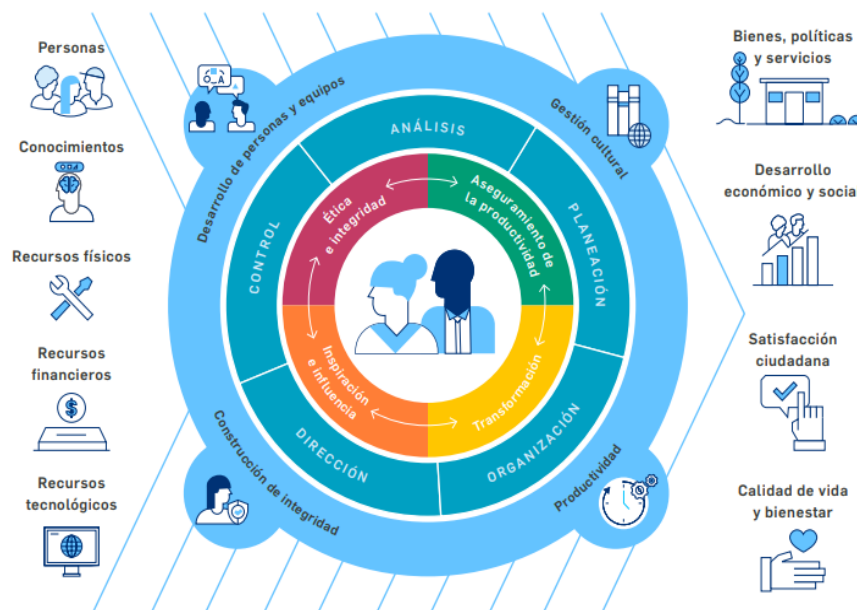 Personas
Conocimientos
Recursos físicos
Recursos
financieros
Recursos
tecnológicos
Desarrollo de personas y equipos
Gestión cultural
Construcción de integridad
Productividad
ANÁLISIS
PLANEACIÓN
ORGANIZACIÓN
DIRECCIÓN
CONTROL
Ética
e integridad
Aseguramiento de
la productividad
Transformación
Inspiración
e influencia
Bienes, políticas
y servicios
Desarrollo
económico y socia
Satisfacción
ciudadana
Calidad de vida
y bienestar